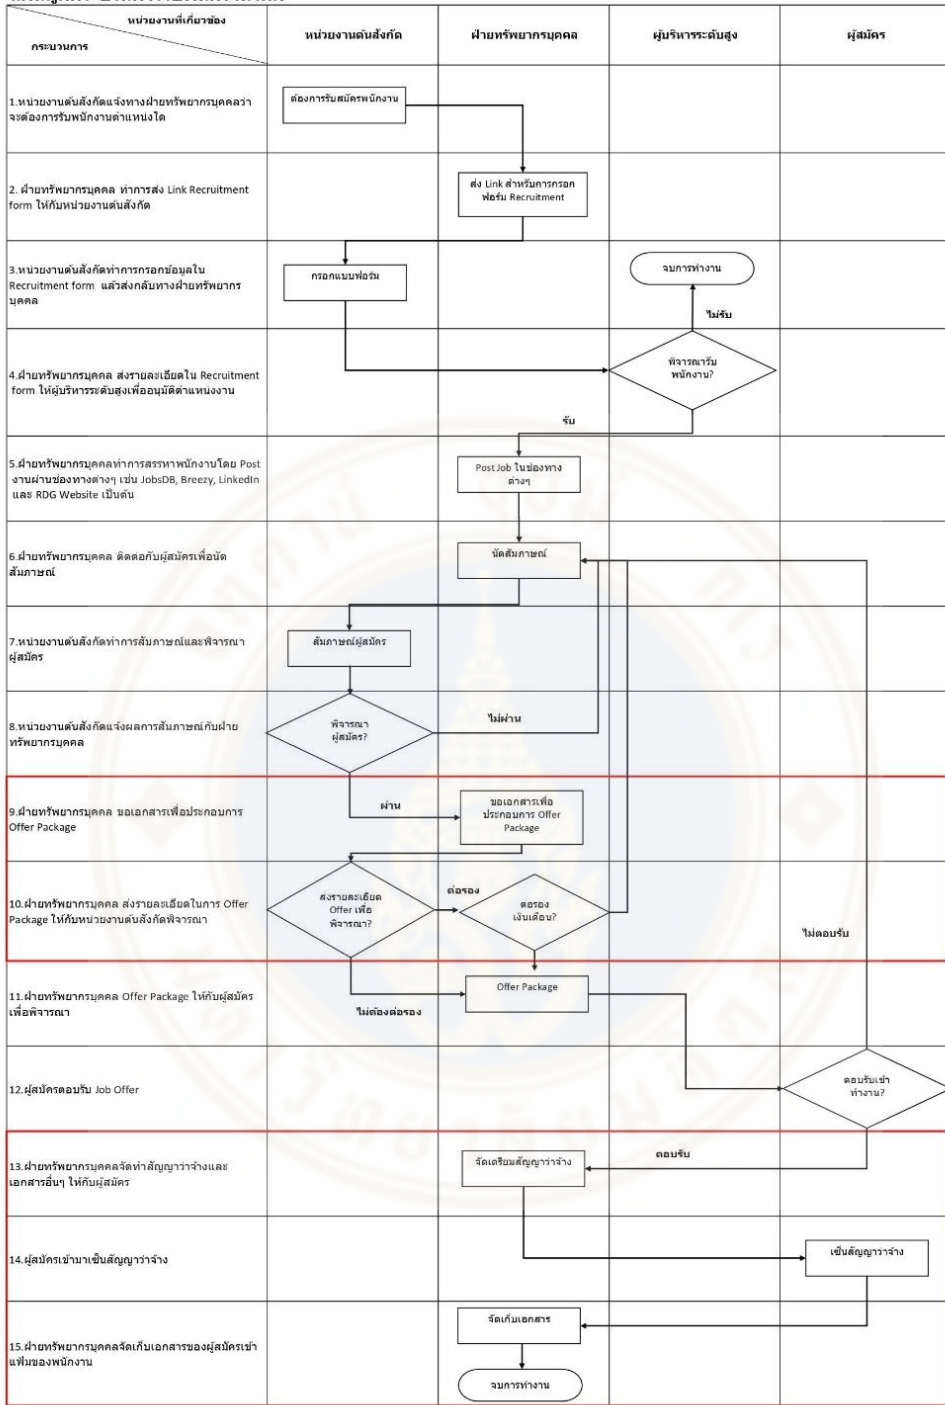 หน่วยงานที่เกี่ยวข้อง
กระบวนการ
หน่วยงานต้นสังกัด
ฝ่ายทรัพยากรบุคคล
ผู้บริหารระดับสูง
ผู้สมัคร
1.หน่วยงานต้นสังกัดแจ้งทางฝ่ายทรัพยากรบุคคลว่า
จะต้องการรับพนักงานตำแหน่งใด
ต้องการรับสมัครพนักงาน
2. ฝ่ายทรัพยากรบุคคล ทำการส่ง Link Recruitment
form ให้กับหน่วยงานต้นสังกัด
ส่ง Link สำหรับการกรอก
ฟอร์ม Recruitment
3.หน่วยงานต้นสังกัดทำการกรอกข้อมูลใน
Recruitment form แล้วส่งกลับทางฝ่ายทรัพยากร
บุคคล
กรอกแบบฟอร์ม
จบการทำงาน
ไม่รับ
4.ฝ่ายทรัพยากรบุคคล ส่งรายละเอียดใน Recruitment
form ให้ผู้บริหารระดับสูงเพื่ออนุมัติตำแหน่งงาน
พิจารณารับ
พนักงาน?
รับ
5.ฝ่ายทรัพยากรบุคคลทำการสรรหาพนักงานโดย Post
งานผ่านช่องทางต่างๆ เช่น JobsDB, Breezy, LinkedIn
และ RDG Website เป็นต้น
Post Job ในช่องทาง
ต่างๆ
6.ฝ่ายทรัพยากรบุคคล ติดต่อกับผู้สมัครเพื่อนัด
สัมภาษณ์
นัดสัมภาษณ์
7.หน่วยงานต้นสังกัดทำการสัมภาษณ์และพิจารณา
ผู้สมัคร
สัมภาษณ์ผู้สมัคร
8.หน่วยงานต้นสังกัดแจ้งผลการสัมภาษณ์กับฝ่าย
ทรัพยากรบุคคล
พิจารณา
ผู้สมัคร?
ไม่ผ่าน
9.ฝ่ายทรัพยากรบุคคล ขอเอกสารเพื่อประกอบการ
Offer Package
ผ่าน
ขอเอกสารเพื่อ
ประกอบการ Offer
Package
10.ฝ่ายทรัพยากรบุคคล ส่งรายละเอียดในการ Offer
Package ให้กับหน่วยงานต้นสังกัดพิจารณา
ส่งรายละเอียด
Offer เพื่อ
พิจารณา?
ต่อรอง
ต่อรอง
เงินเดือน?
ไม่ตอบรับ
11.ฝ่ายทรัพยากรบุคคล Offer Package ให้กับผู้สมัคร
เพื่อพิจารณา
ไม่ต้องต่อรอง
Offer Package
12.ผู้สมัครตอบรับ Job Offer
ตอบรับเข้า
ทำงาน?
13.ฝ่ายทรัพยากรบุคคลจัดทำสัญญาว่าจ้างและ
เอกสารอื่นๆ ให้กับผู้สมัคร
จัดเตรียมสัญญาว่าจ้าง
ตอบรับ
14.ผู้สมัครเข้ามาเซ็นสัญญาว่าจ้าง
เซ็นสัญญาว่าจ้าง
15.ฝ่ายทรัพยากรบุคคลจัดเก็บเอกสารของผู้สมัครเข้า
แฟ้มของพนักงาน
จัดเก็บเอกสาร
จบการทำงาน